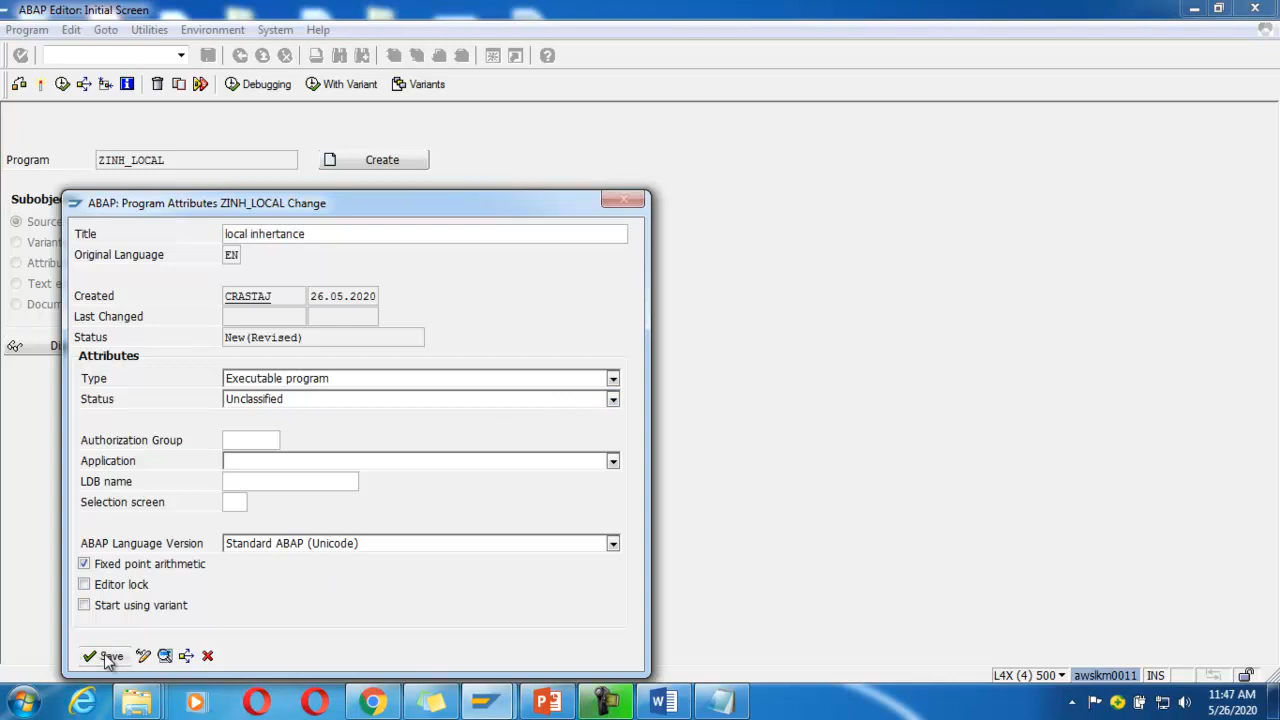 ABAP Editor: Initial Screen
Program Edit Goto Utilities Environment System Help
Debugging With Variant Variants
Program ZINH_LOCAL Create
ABAP: Program Attributes ZINH_LOCAL Change
Title local inhertance
Original Language EN
Created CRASTAJ 26.05.2020
Last Changed
Status New(Revised)
Attributes
Type Executable program
Status Unclassified
Authorization Group
Application
LDB name
Selection screen
ABAP Language Version Standard ABAP (Unicode)
Fixed point arithmetic
Editor lock
Start using variant
Save
L4X (4) 500 awslkm0011 INS
11:47 AM
5/26/2020